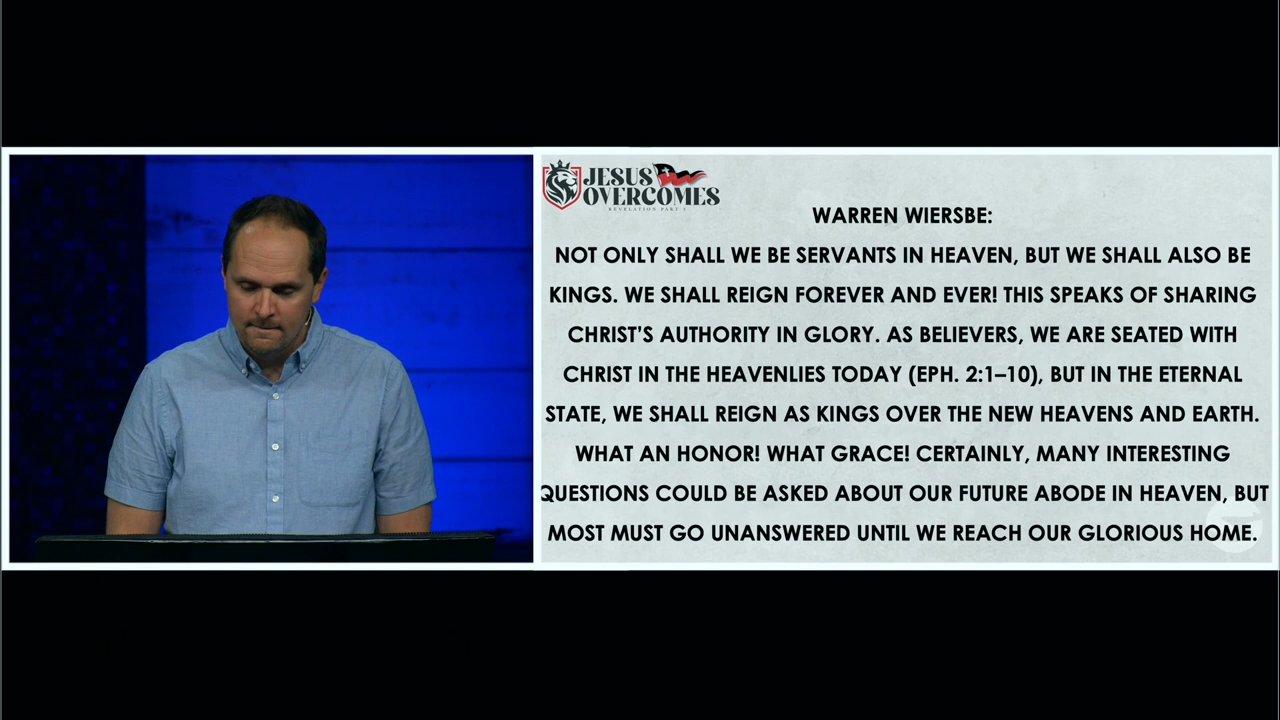 JESUS
OVERCOMES
REVELATION PART 1
WARREN WIERSBE:
NOT ONLY SHALL WE BE SERVANTS IN HEAVEN, BUT WE SHALL ALSO BE
KINGS. WE SHALL REIGN FOREVER AND EVER! THIS SPEAKS OF SHARING
CHRIST’S AUTHORITY IN GLORY. AS BELIEVERS, WE ARE SEATED WITH
CHRIST IN THE HEAVENLIES TODAY (EPH. 2:1–10), BUT IN THE ETERNAL
STATE, WE SHALL REIGN AS KINGS OVER THE NEW HEAVENS AND EARTH.
WHAT AN HONOR! WHAT GRACE! CERTAINLY, MANY INTERESTING
QUESTIONS COULD BE ASKED ABOUT OUR FUTURE ABODE IN HEAVEN, BUT
MOST MUST GO UNANSWERED UNTIL WE REACH OUR GLORIOUS HOME.